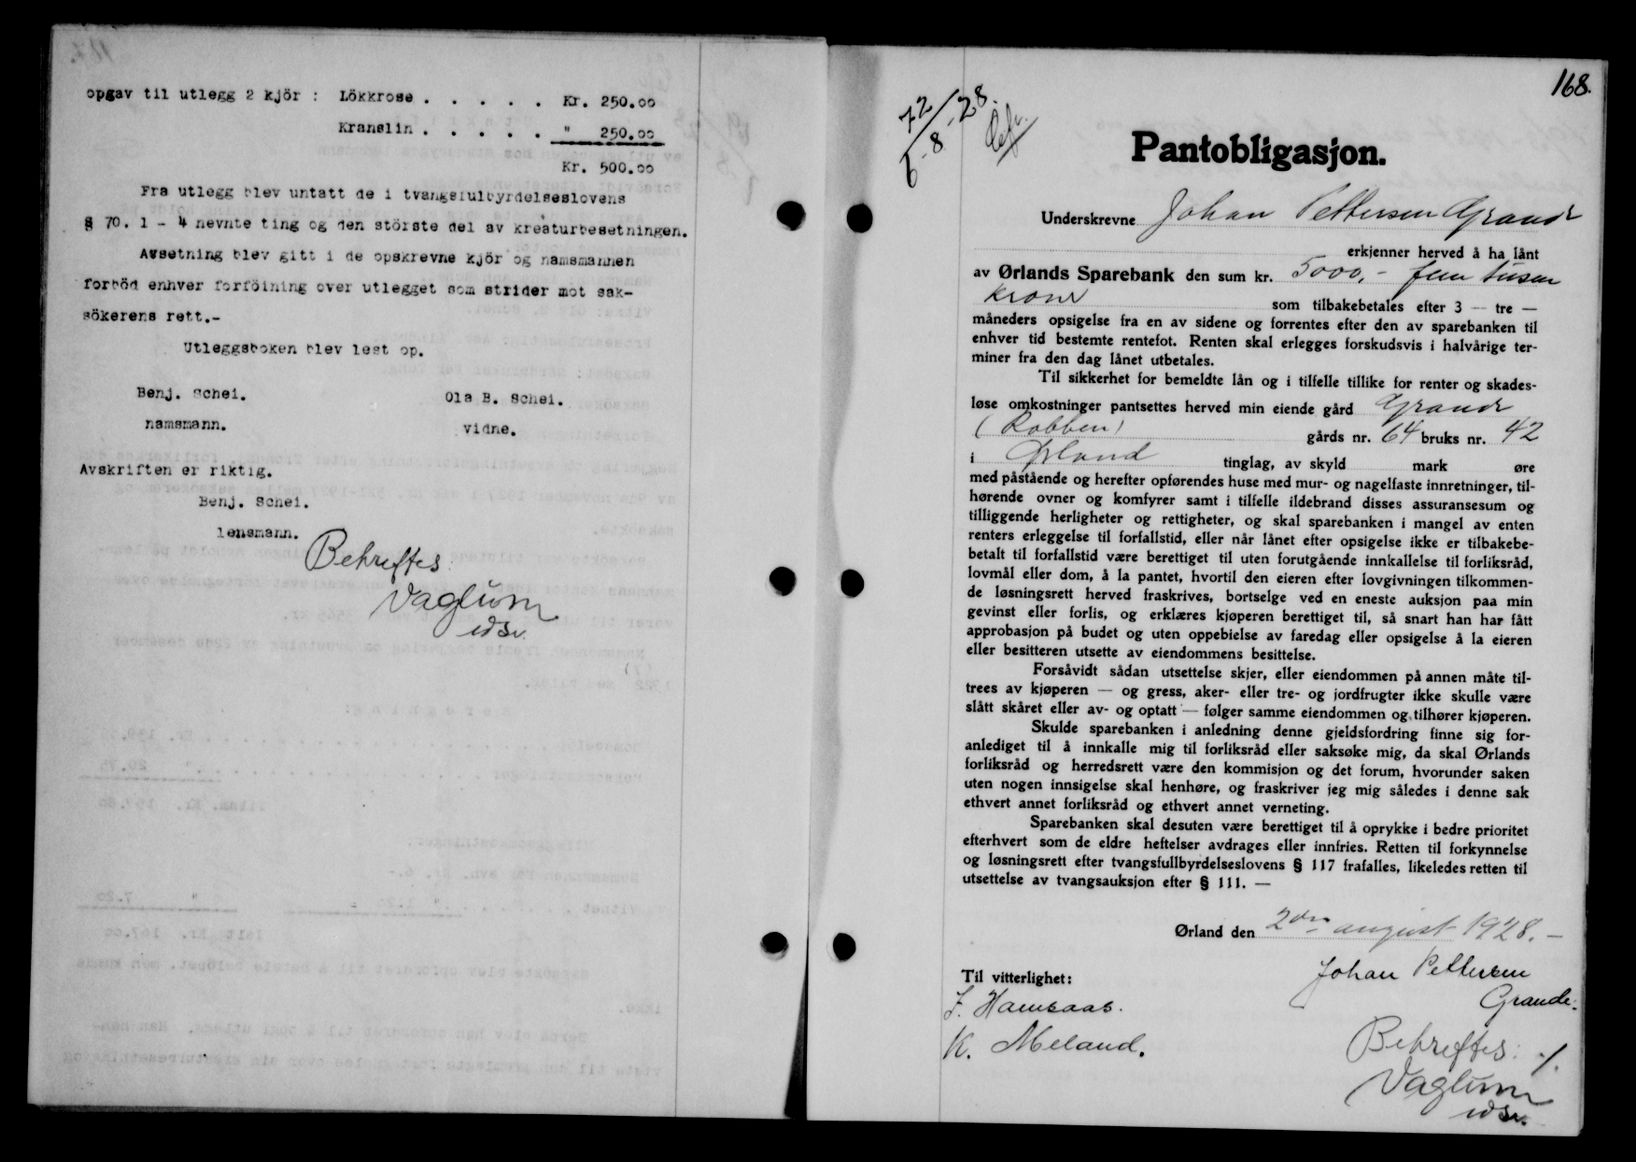 opgav til utlegg 2 kjör : Lökkrose . . . . . Kr. 250.oo
Kranslin . . . . . " 250.oo
Kr. 500.oo
Fra utlegg blev untatt de i tvangsfulbyrdelseslovens
§ 70. 1 - 4 nevnte ting og den störste del av kreaturbesetningen.
Avsetning blev gitt i de opskrevne kjör og namsmannen
forböd enhver forföining over utlegget som strider mot sak-
sökerens rett.-
Utleggsboken blev lest op.
Benj. Schei. Ola B. Schei.
namsmann. vidne.
Avskriften er riktig.
Benj. Schei.
lensmann.
Bekreftes:
Vaglum
edsv.
168.
72/ 6-8-28.
Pantobligasjon.
Underskrevne Johan Pettersen Grande
erkjenner herved å ha lånt
av Ørlands Sparebank den sum kr. 5000,- fem tusen
kroner som tilbakebetales efter 3 — tre —
måneders opsigelse fra en av sidene og forrentes efter den av sparebanken til
enhver tid bestemte rentefot. Renten skal erlegges forskudsvis i halvårige ter-
miner fra den dag lånet utbetales.
Til sikkerhet for bemeldte lån og i tilfelle tillike for renter og skades-
løse omkostninger pantsettes herved min eiende gård Grande
(Robben) gårds nr. 64 bruks nr. 42
i Ørland tinglag, av skyld mark øre
med påstående og herefter opførendes huse med mur- og nagelfaste innretninger, til-
hørende ovner og komfyrer samt i tilfelle ildebrand disses assuransesum og
tilliggende herligheter og rettigheter, og skal sparebanken i mangel av enten
renters erleggelse til forfallstid, eller når lånet efter opsigelse ikke er tilbakebe-
betalt til forfallstid være berettiget til uten forutgående innkallelse til forliksråd,
lovmål eller dom, å la pantet, hvortil den eieren efter lovgivningen tilkommen-
de løsningsrett herved fraskrives, bortselge ved en eneste auksjon paa min
gevinst eller forlis, og erklæres kjøperen berettiget til, så snart han har fått
approbasjon på budet og uten oppebielse av faredag eller opsigelse å la eieren
eller besitteren utsette av eiendommens besittelse.
Forsåvidt sådan utsettelse skjer, eller eiendommen på annen måte til-
trees av kjøperen — og gress, aker- eller tre- og jordfrugter ikke skulle være
slått skåret eller av- og optatt — følger samme eiendommen og tilhører kjøperen.
Skulde sparebanken i anledning denne gjeldsfordring finne sig for-
anlediget til å innkalle mig til forliksråd eller saksøke mig, da skal Ørlands
forliksråd og herredsrett være den kommisjon og det forum, hvorunder saken
uten nogen innsigelse skal henhøre, og fraskriver jeg mig således i denne sak
ethvert annet forliksråd og ethvert annet verneting.
Sparebanken skal desuten være berettiget til å oprykke i bedre prioritet
efterhvert som de eldre heftelser avdrages eller innfries. Retten til forkynnelse
og løsningsrett efter tvangsfullbyrdelseslovens § 117 frafalles, likeledes retten til
utsettelse av tvangsauksjon efter § 111. —
Ørland den 2den august 1928.-
Til vitterlighet: Johan Pettersen
F. Hamsaas. Grande.
K. Meland. Bekreftes:
Vaglum
edsv.